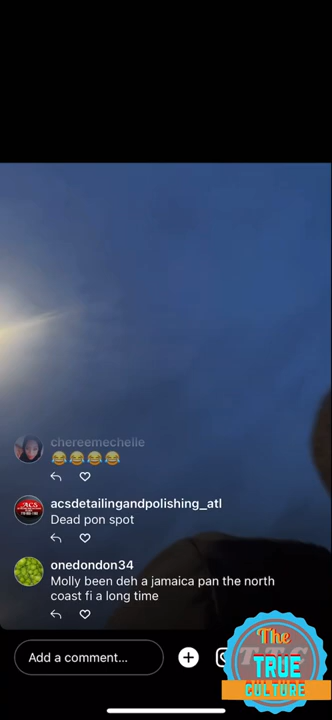 chereemechelle
😂😂😂😂
acsdetailingandpolishing_atl
Dead pon spot
onedondon34
Molly been deh a jamaica pan the north
coast fi a long time
Add a comment...
The
TRUE
CULTURE